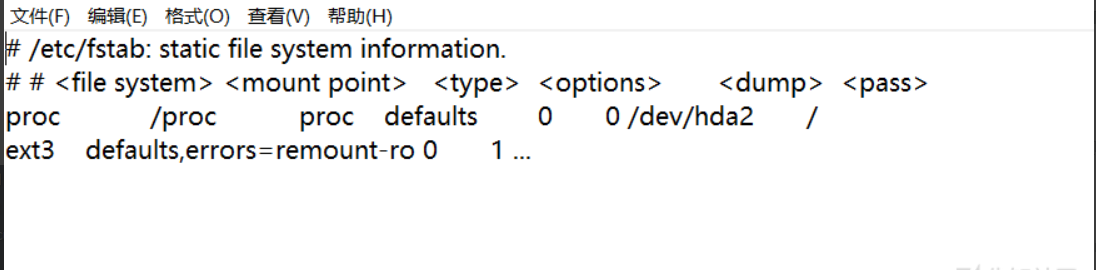 文件(F) 编辑(E) 格式(O) 查看(V) 帮助(H)
# /etc/fstab: static file system information.
# # <file system> <mount point> <type> <options> <dump> <pass>
proc /proc proc defaults 0 0 /dev/hda2 /
ext3 defaults,errors=remount-ro 0 1 ...